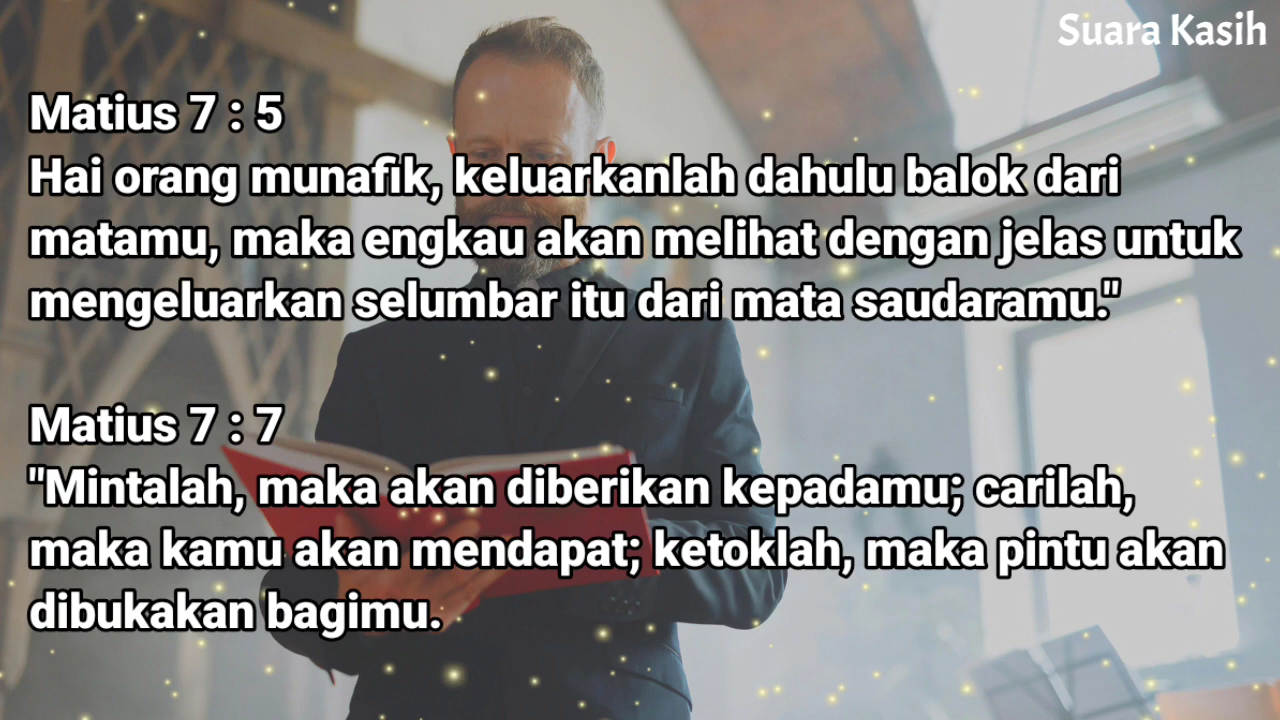 Suara Kasih
Matius 7 : 5
Hai orang munafik, keluarkanlah dahulu balok dari
matamu, maka engkau akan melihat dengan jelas untuk
mengeluarkan selumbar itu dari mata saudaramu."
Matius 7 : 7
"Mintalah, maka akan diberikan kepadamu; carilah,
maka kamu akan mendapat; ketoklah, maka pintu akan
dibukakan bagimu.